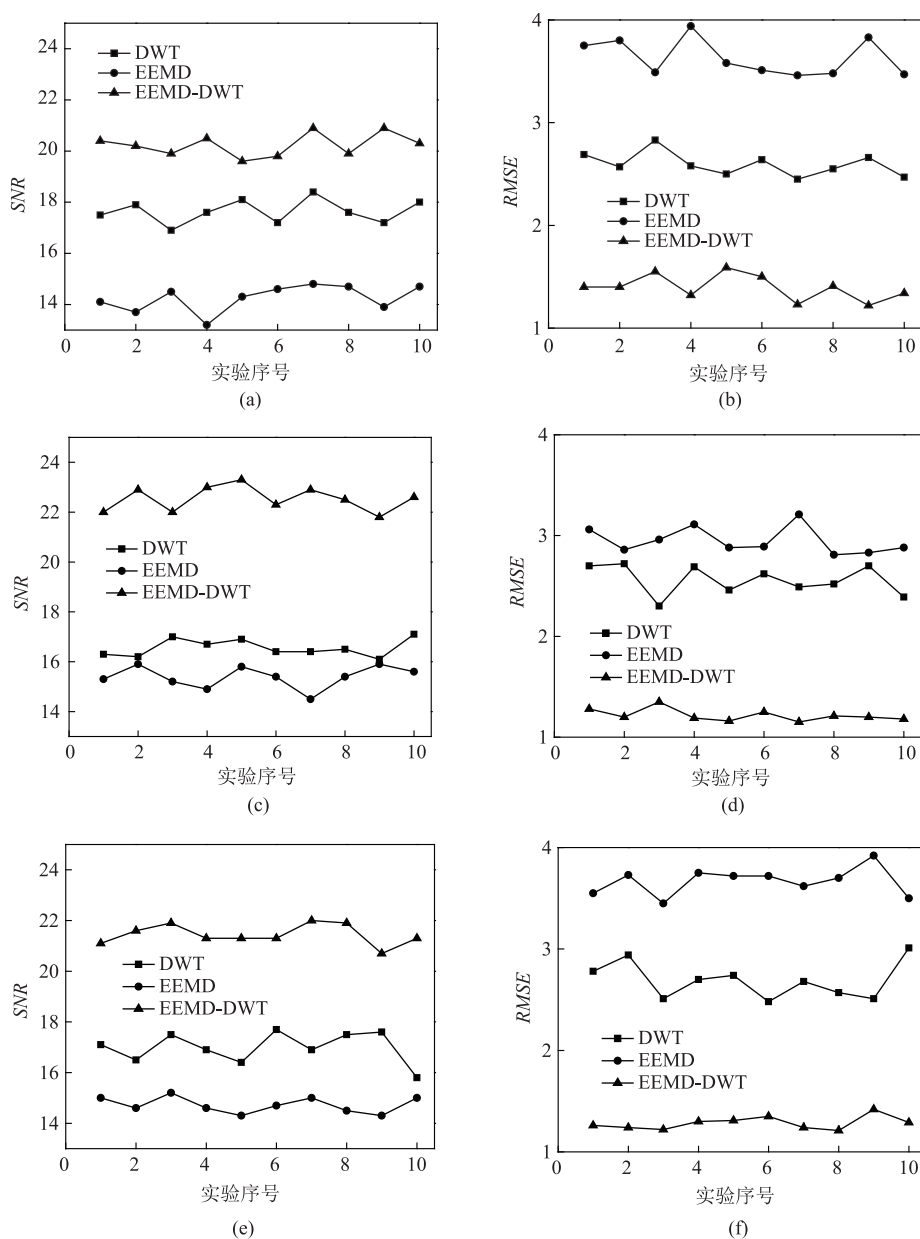 24
22
20
18
16
14
SNR
DWT
EEMD
EEMD-DWT
0 2 4 6 8 10
实验序号
(a)
4
3
2
1
RMSE
DWT
EEMD
EEMD-DWT
0 2 4 6 8 10
实验序号
(b)
24
22
20
18
16
14
SNR
DWT
EEMD
EEMD-DWT
0 2 4 6 8 10
实验序号
(c)
4
3
2
1
RMSE
DWT
EEMD
EEMD-DWT
0 2 4 6 8 10
实验序号
(d)
24
22
20
18
16
14
SNR
DWT
EEMD
EEMD-DWT
0 2 4 6 8 10
实验序号
(e)
4
3
2
1
RMSE
DWT
EEMD
EEMD-DWT
0 2 4 6 8 10
实验序号
(f)